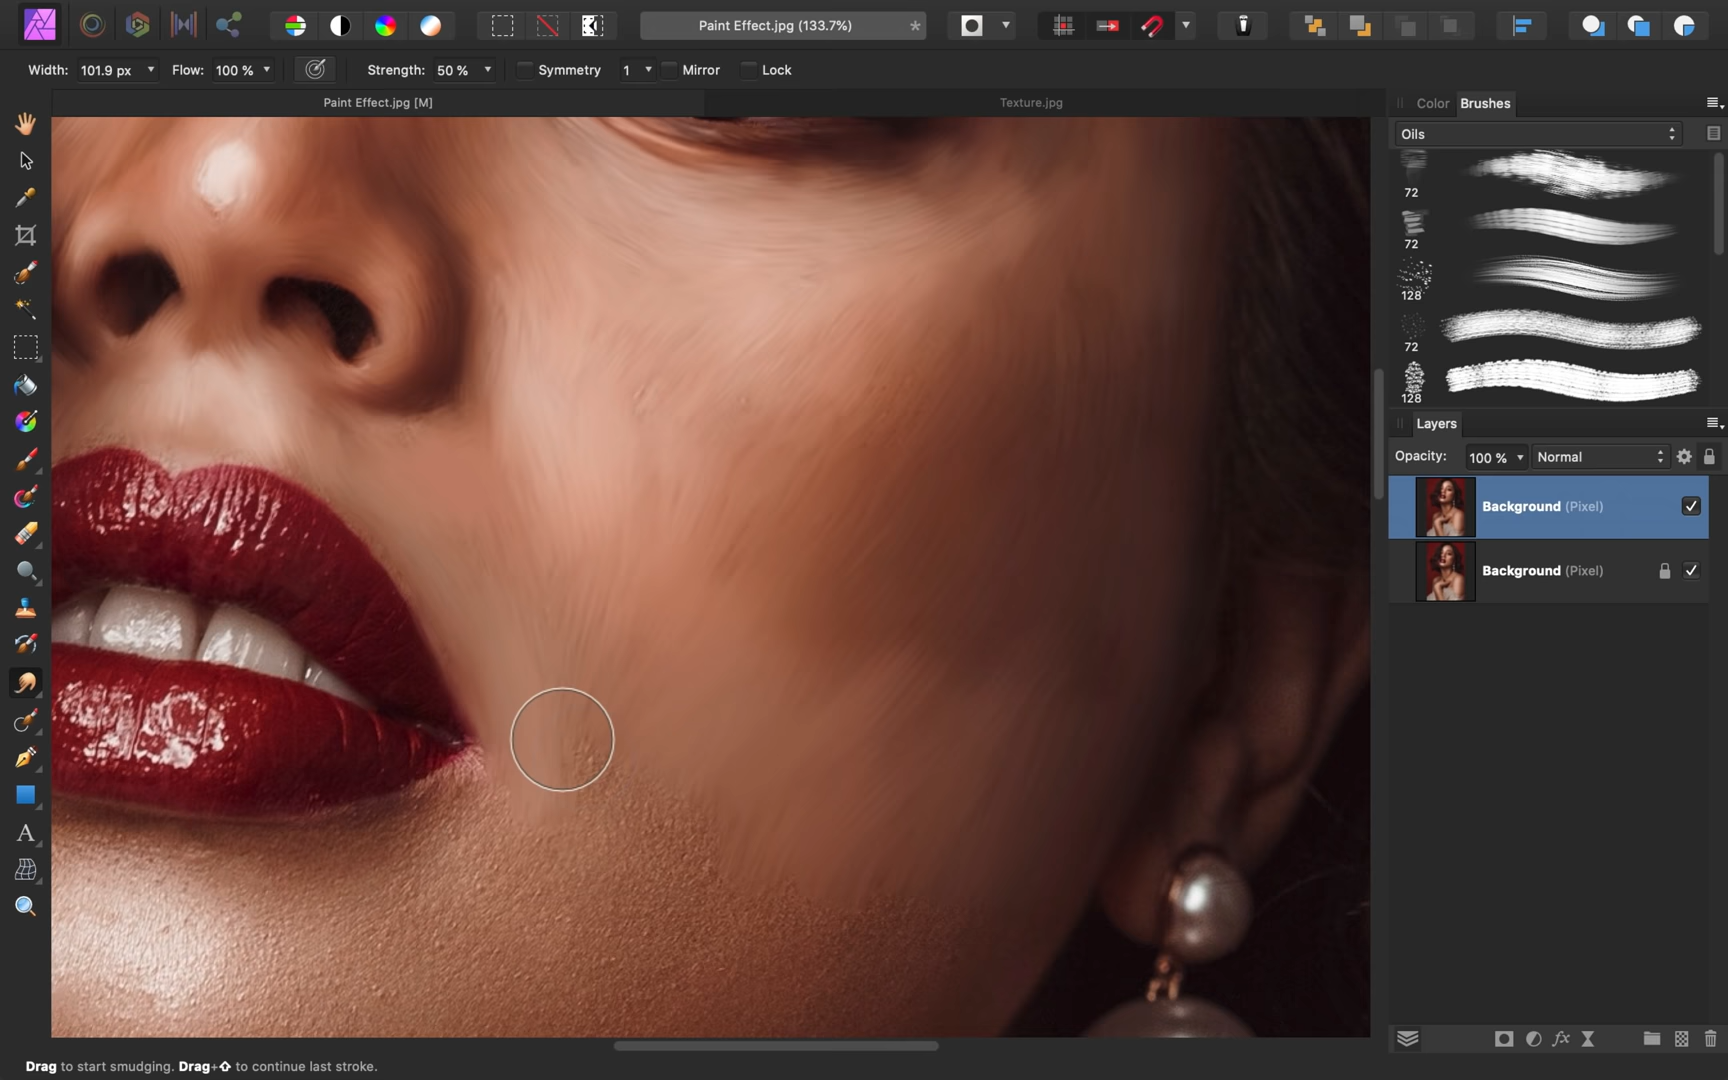 Paint Effect.jpg (133.7%)
Width: 101.9 px Flow: 100 % Strength: 50 % Symmetry 1 Mirror Lock
Paint Effect.jpg [M] Texture.jpg
Color Brushes
Oils
72
72
128
72
128
Layers
Opacity: 100 % Normal
Background (Pixel)
Background (Pixel)
A
fx
Drag to start smudging. Drag+⇧ to continue last stroke.